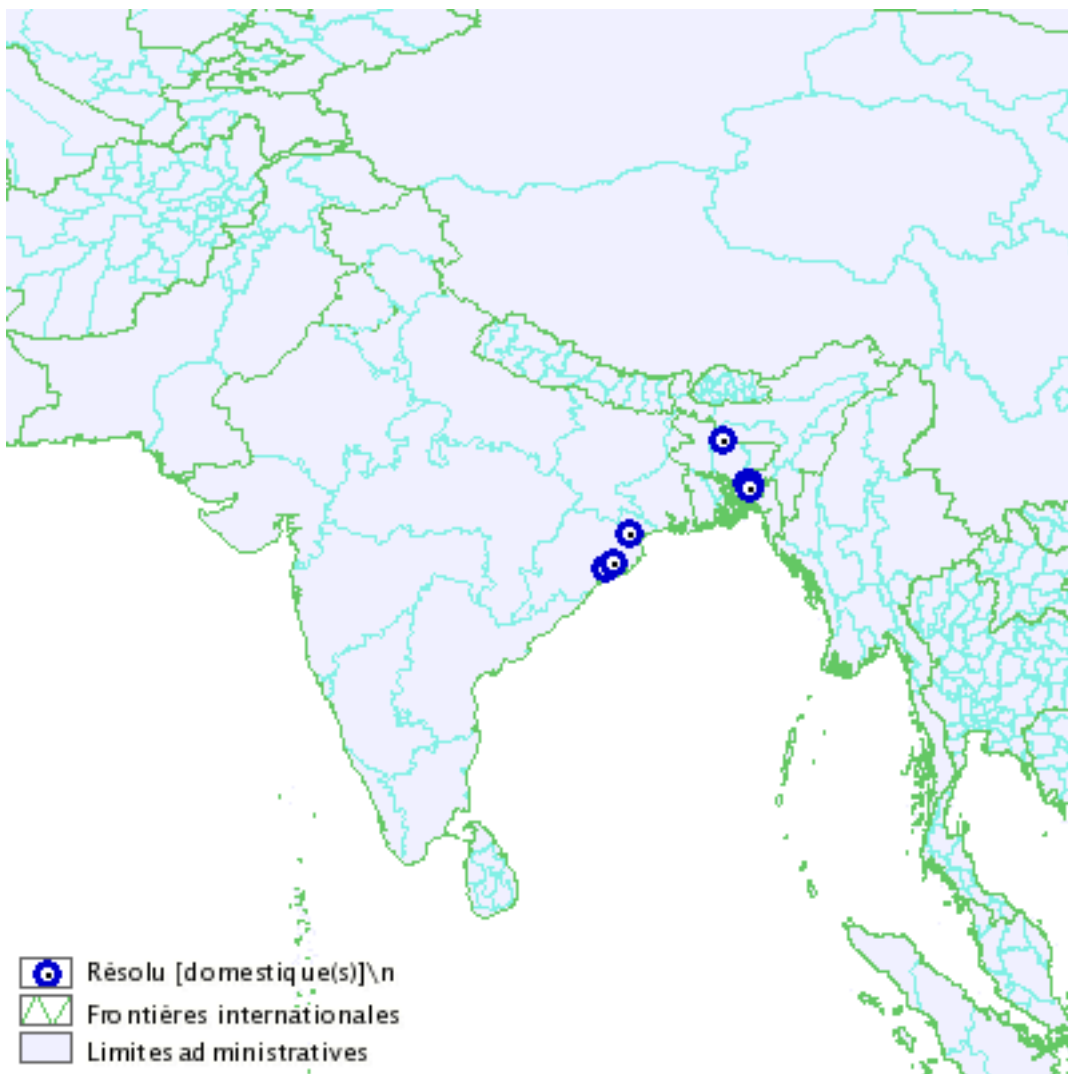 Résolu [domestique(s)]\n
Frontières internationales
Limites administratives